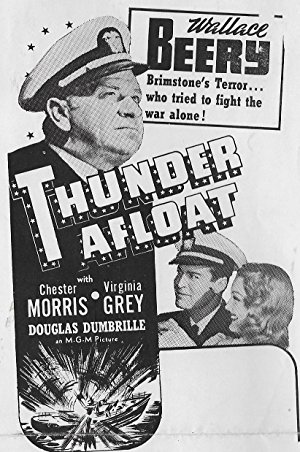 Wallace
BEERY
Brimstone's Terror...
who tried to fight the
war alone!
THUNDER
AFLOAT
with
Chester Virginia
MORRIS • GREY
DOUGLAS DUMBRILLE
an M-G-M Picture